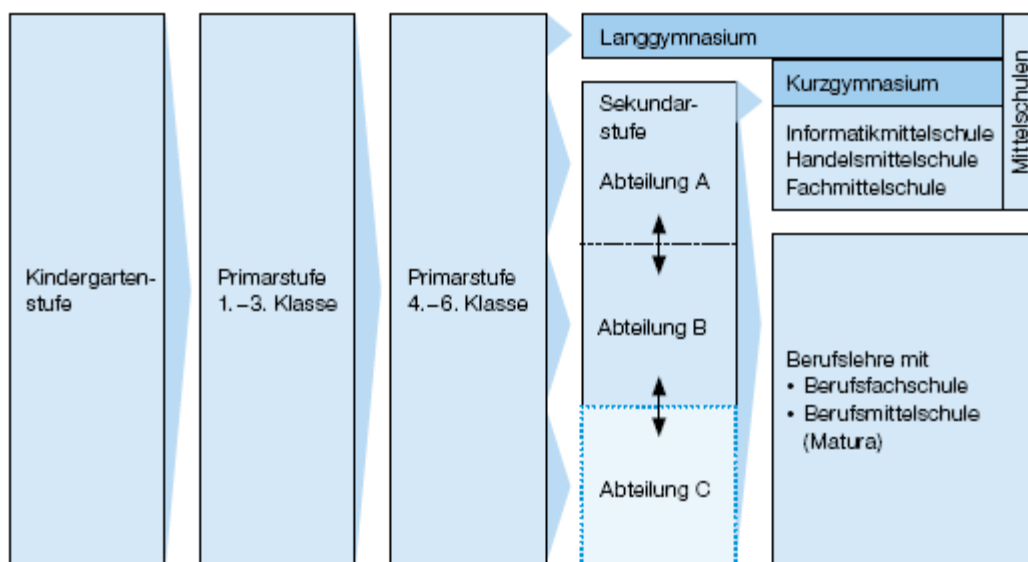 Kindergarten-
stufe
Primarstufe
1.–3. Klasse
Primarstufe
4.–6. Klasse
Langgymnasium
Sekundar-
stufe
Abteilung A
Abteilung B
Abteilung C
Kurzgymnasium
Informatikmittelschule
Handelsmittelschule
Fachmittelschule
Mittelschulen
Berufslehre mit
• Berufsfachschule
• Berufsmittelschule
(Matura)